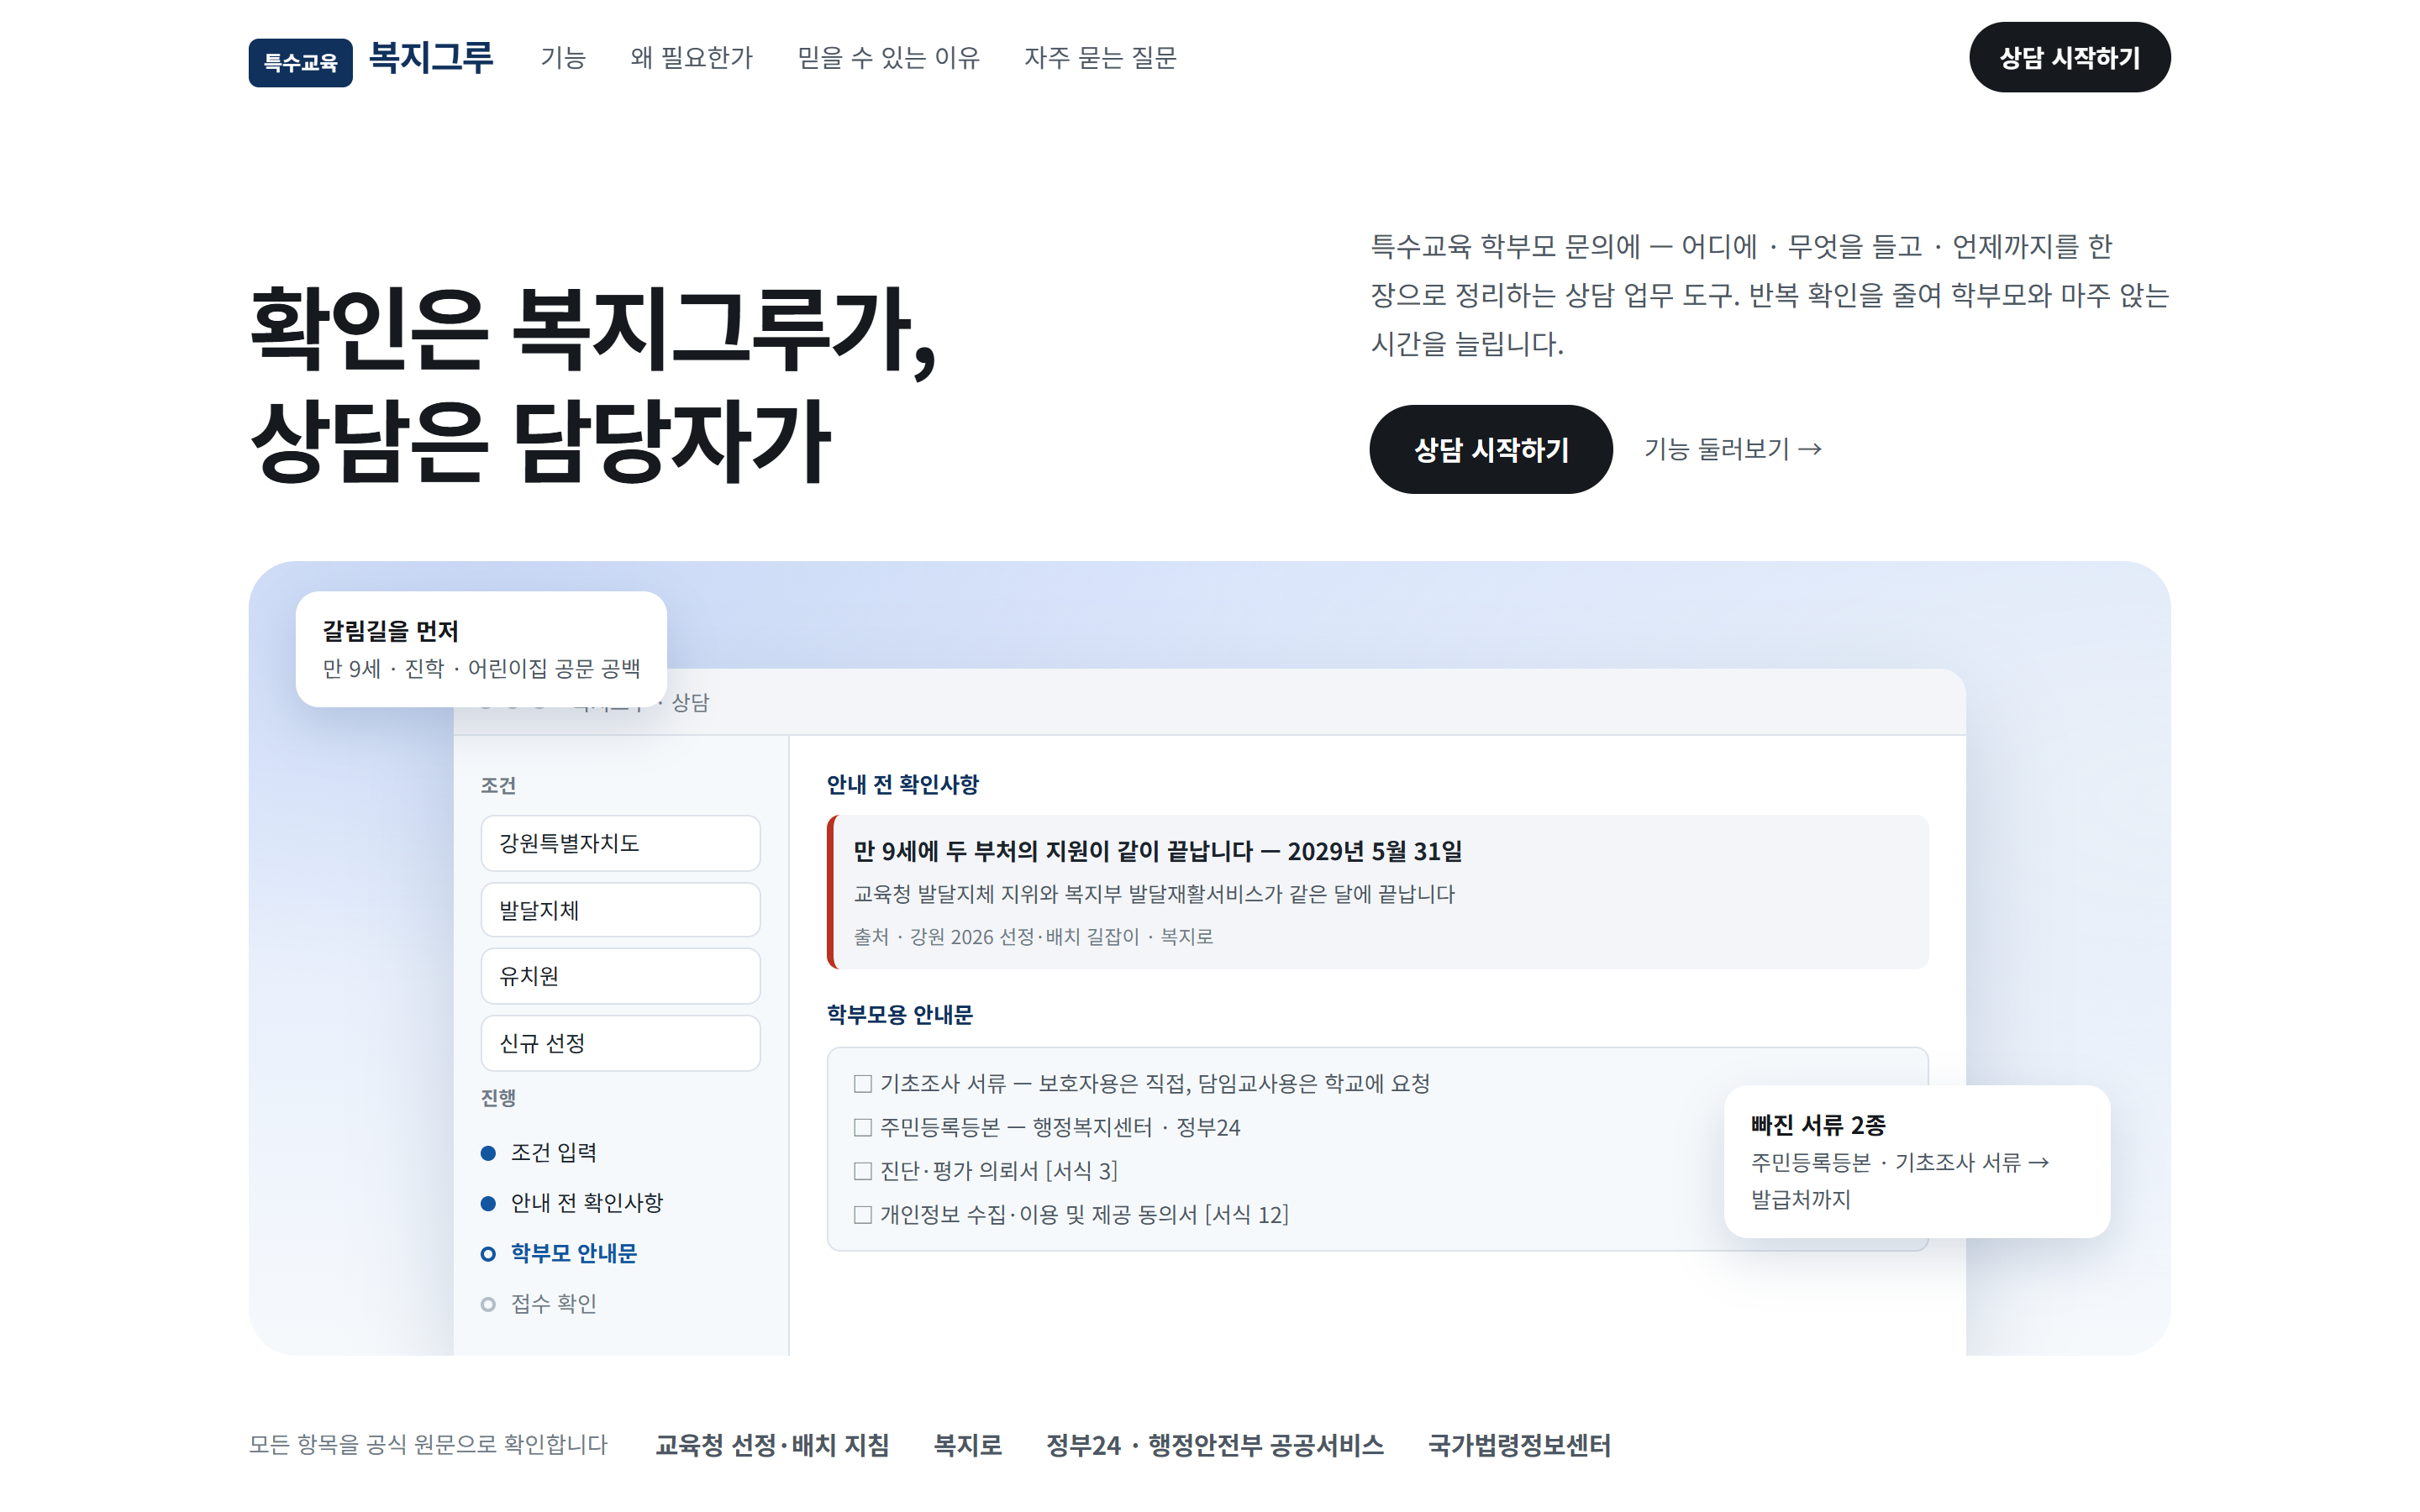 특수교육 복지그루 기능 왜 필요한가 믿을 수 있는 이유 자주 묻는 질문 상담 시작하기
확인은 복지그루가,
상담은 담당자가
특수교육 학부모 문의에 — 어디에 · 무엇을 들고 · 언제까지를 한
장으로 정리하는 상담 업무 도구. 반복 확인을 줄여 학부모와 마주 앉는
시간을 늘립니다.
상담 시작하기 기능 둘러보기 →
갈림길을 먼저
만 9세 · 진학 · 어린이집 공문 공백
· 상담
조건
강원특별자치도
발달지체
유치원
신규 선정
진행
조건 입력
안내 전 확인사항
학부모 안내문
접수 확인
안내 전 확인사항
만 9세에 두 부처의 지원이 같이 끝납니다 — 2029년 5월 31일
교육청 발달지체 지위와 복지부 발달재활서비스가 같은 달에 끝납니다
출처 · 강원 2026 선정·배치 길잡이 · 복지로
학부모용 안내문
□ 기초조사 서류 — 보호자용은 직접, 담임교사용은 학교에 요청
□ 주민등록등본 — 행정복지센터 · 정부24
□ 진단·평가 의뢰서 [서식 3]
□ 개인정보 수집·이용 및 제공 동의서 [서식 12]
빠진 서류 2종
주민등록등본 · 기초조사 서류 →
발급처까지
모든 항목을 공식 원문으로 확인합니다 교육청 선정·배치 지침 복지로 정부24 · 행정안전부 공공서비스 국가법령정보센터